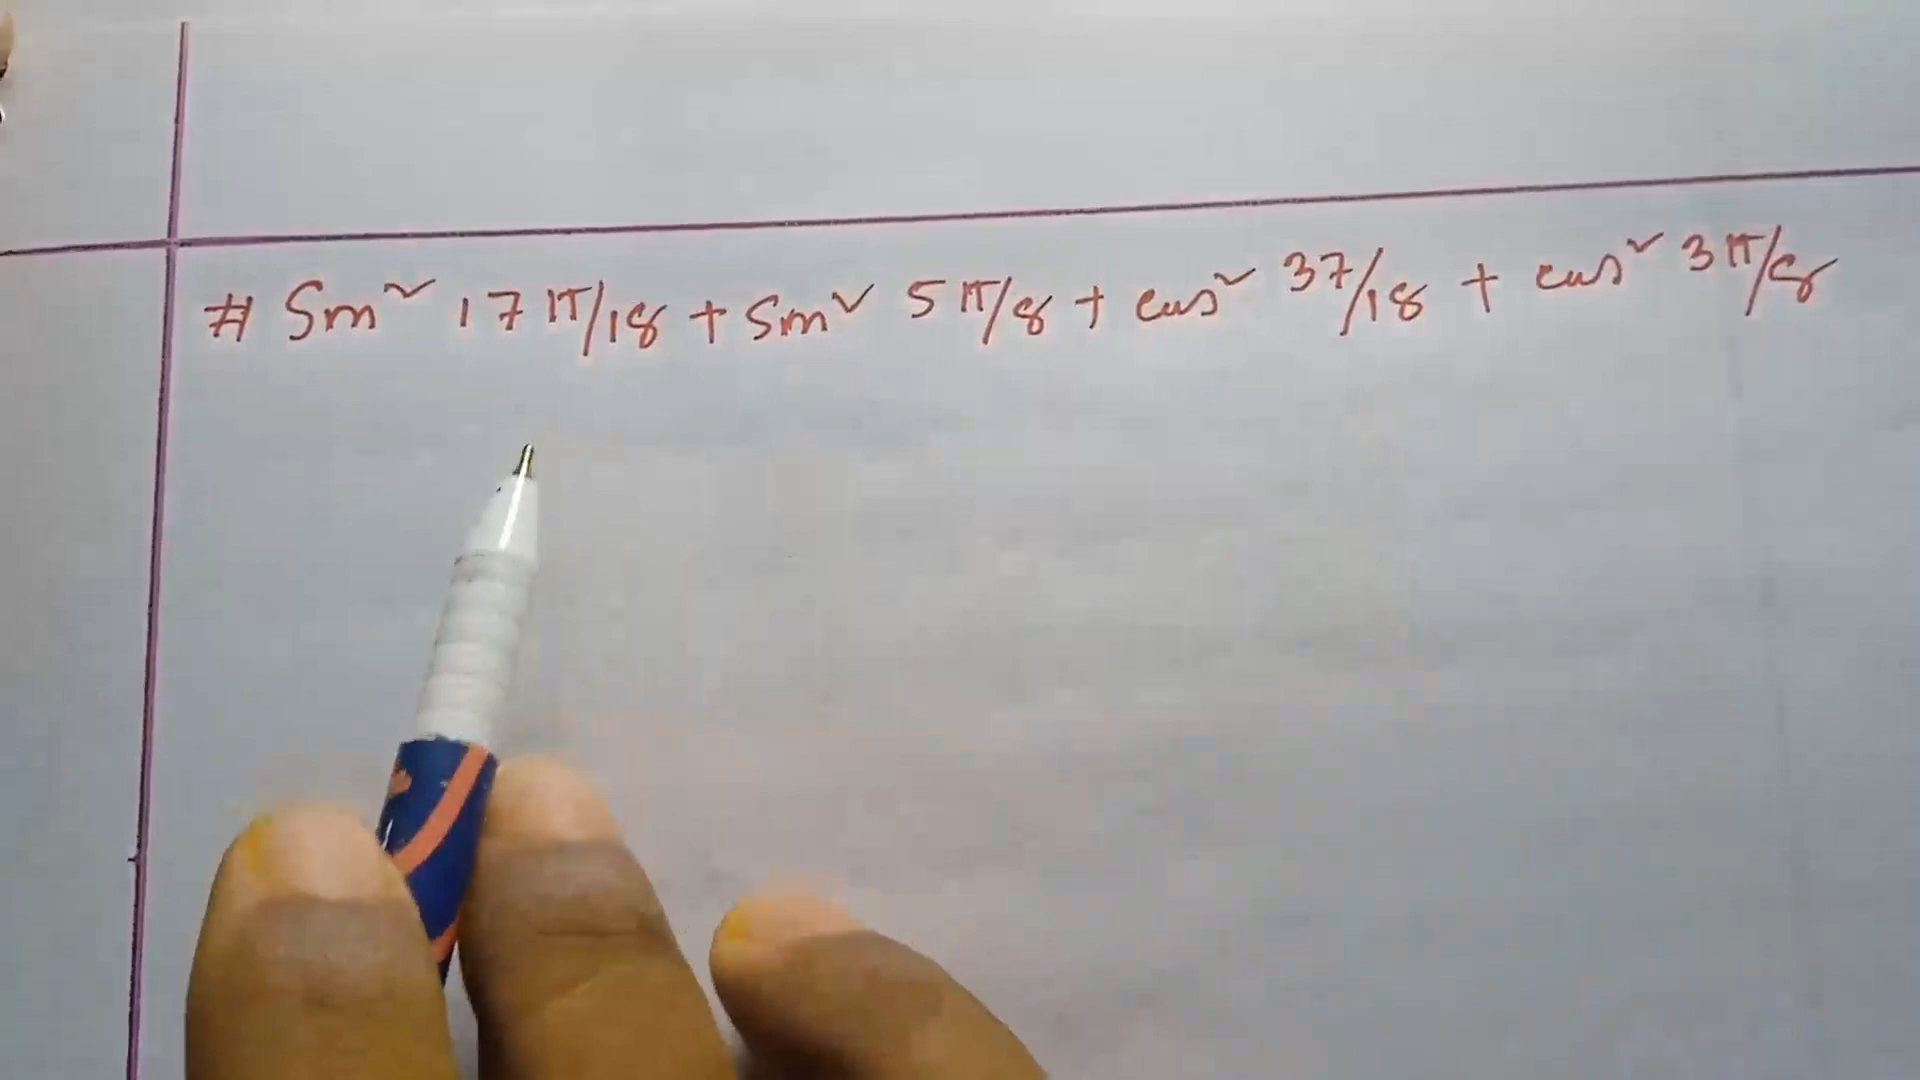 # Sin² 17π/18 + Sin² 5π/8 + cos² 37/18 + cos² 3π/8